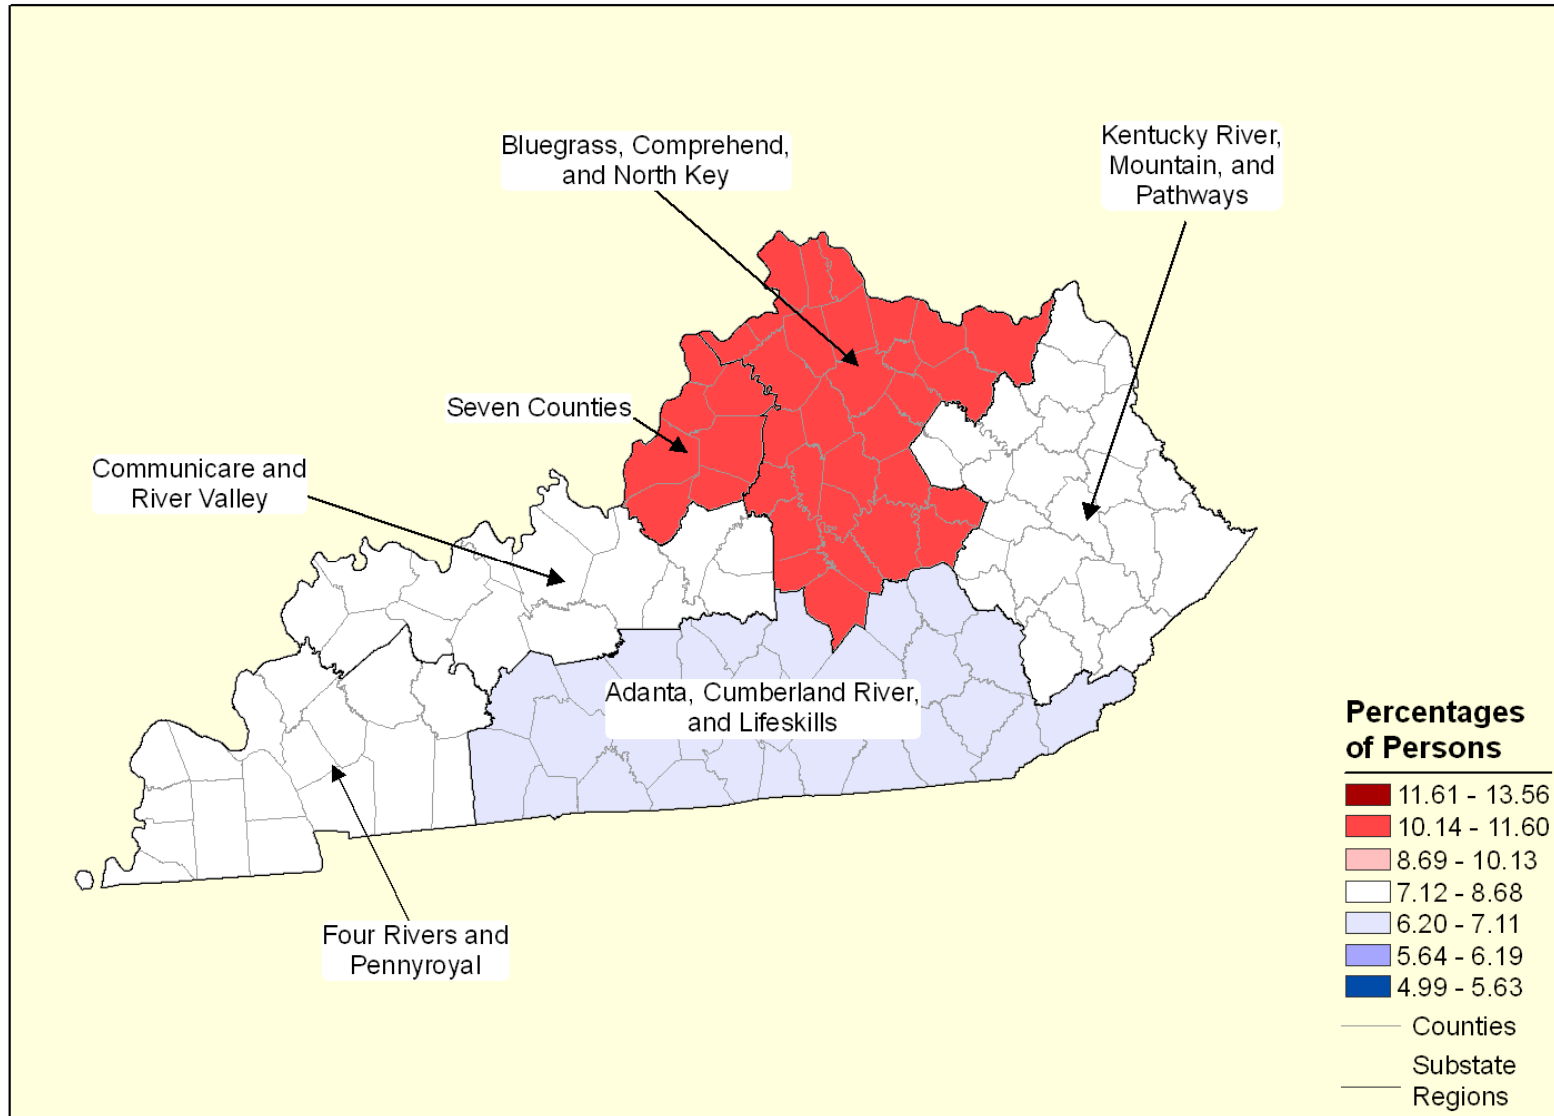 Bluegrass, Comprehend,
and North Key
Kentucky River,
Mountain, and
Pathways
Seven Counties
Communicare and
River Valley
Adanta, Cumberland River,
and Lifeskills
Four Rivers and
Pennyroyal
Percentages
of Persons
11.61 - 13.56
10.14 - 11.60
8.69 - 10.13
7.12 - 8.68
6.20 - 7.11
5.64 - 6.19
4.99 - 5.63
Counties
Substate
Regions